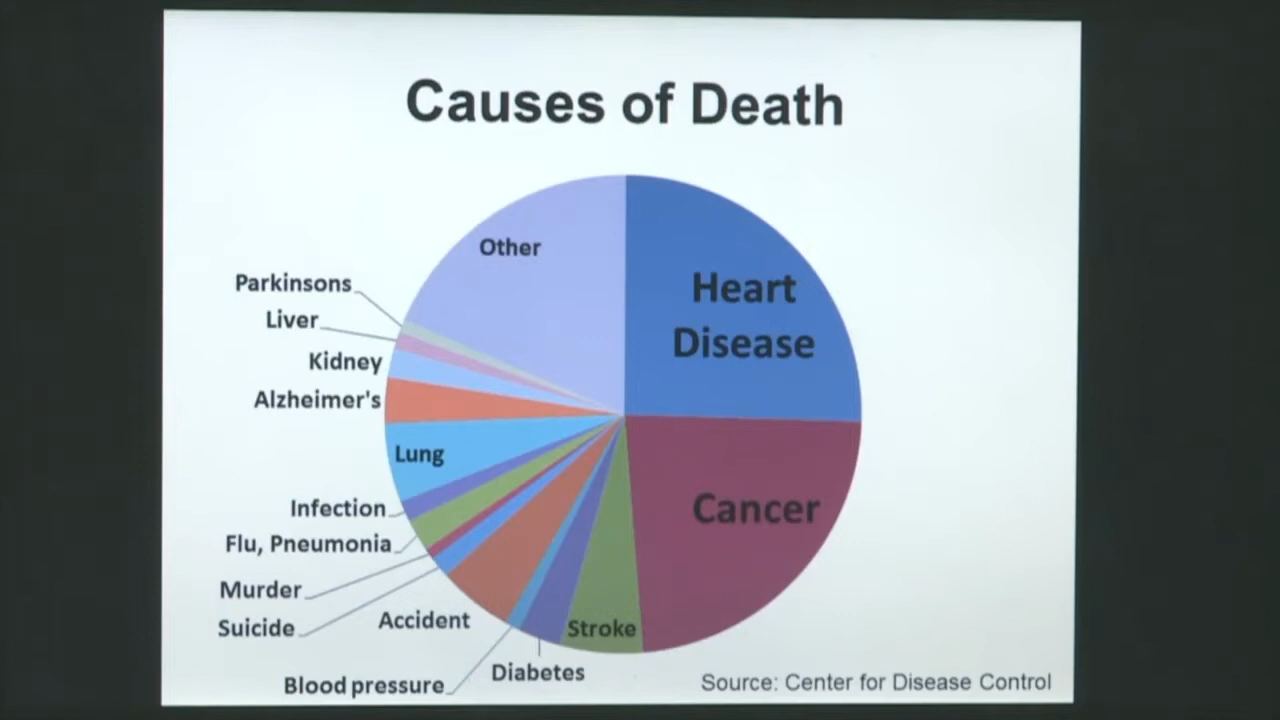 Causes of Death
Other
Heart
Disease
Parkinsons
Liver
Kidney
Alzheimer's
Lung
Cancer
Infection
Flu, Pneumonia
Murder
Suicide
Accident
Stroke
Diabetes
Blood pressure
Source: Center for Disease Control